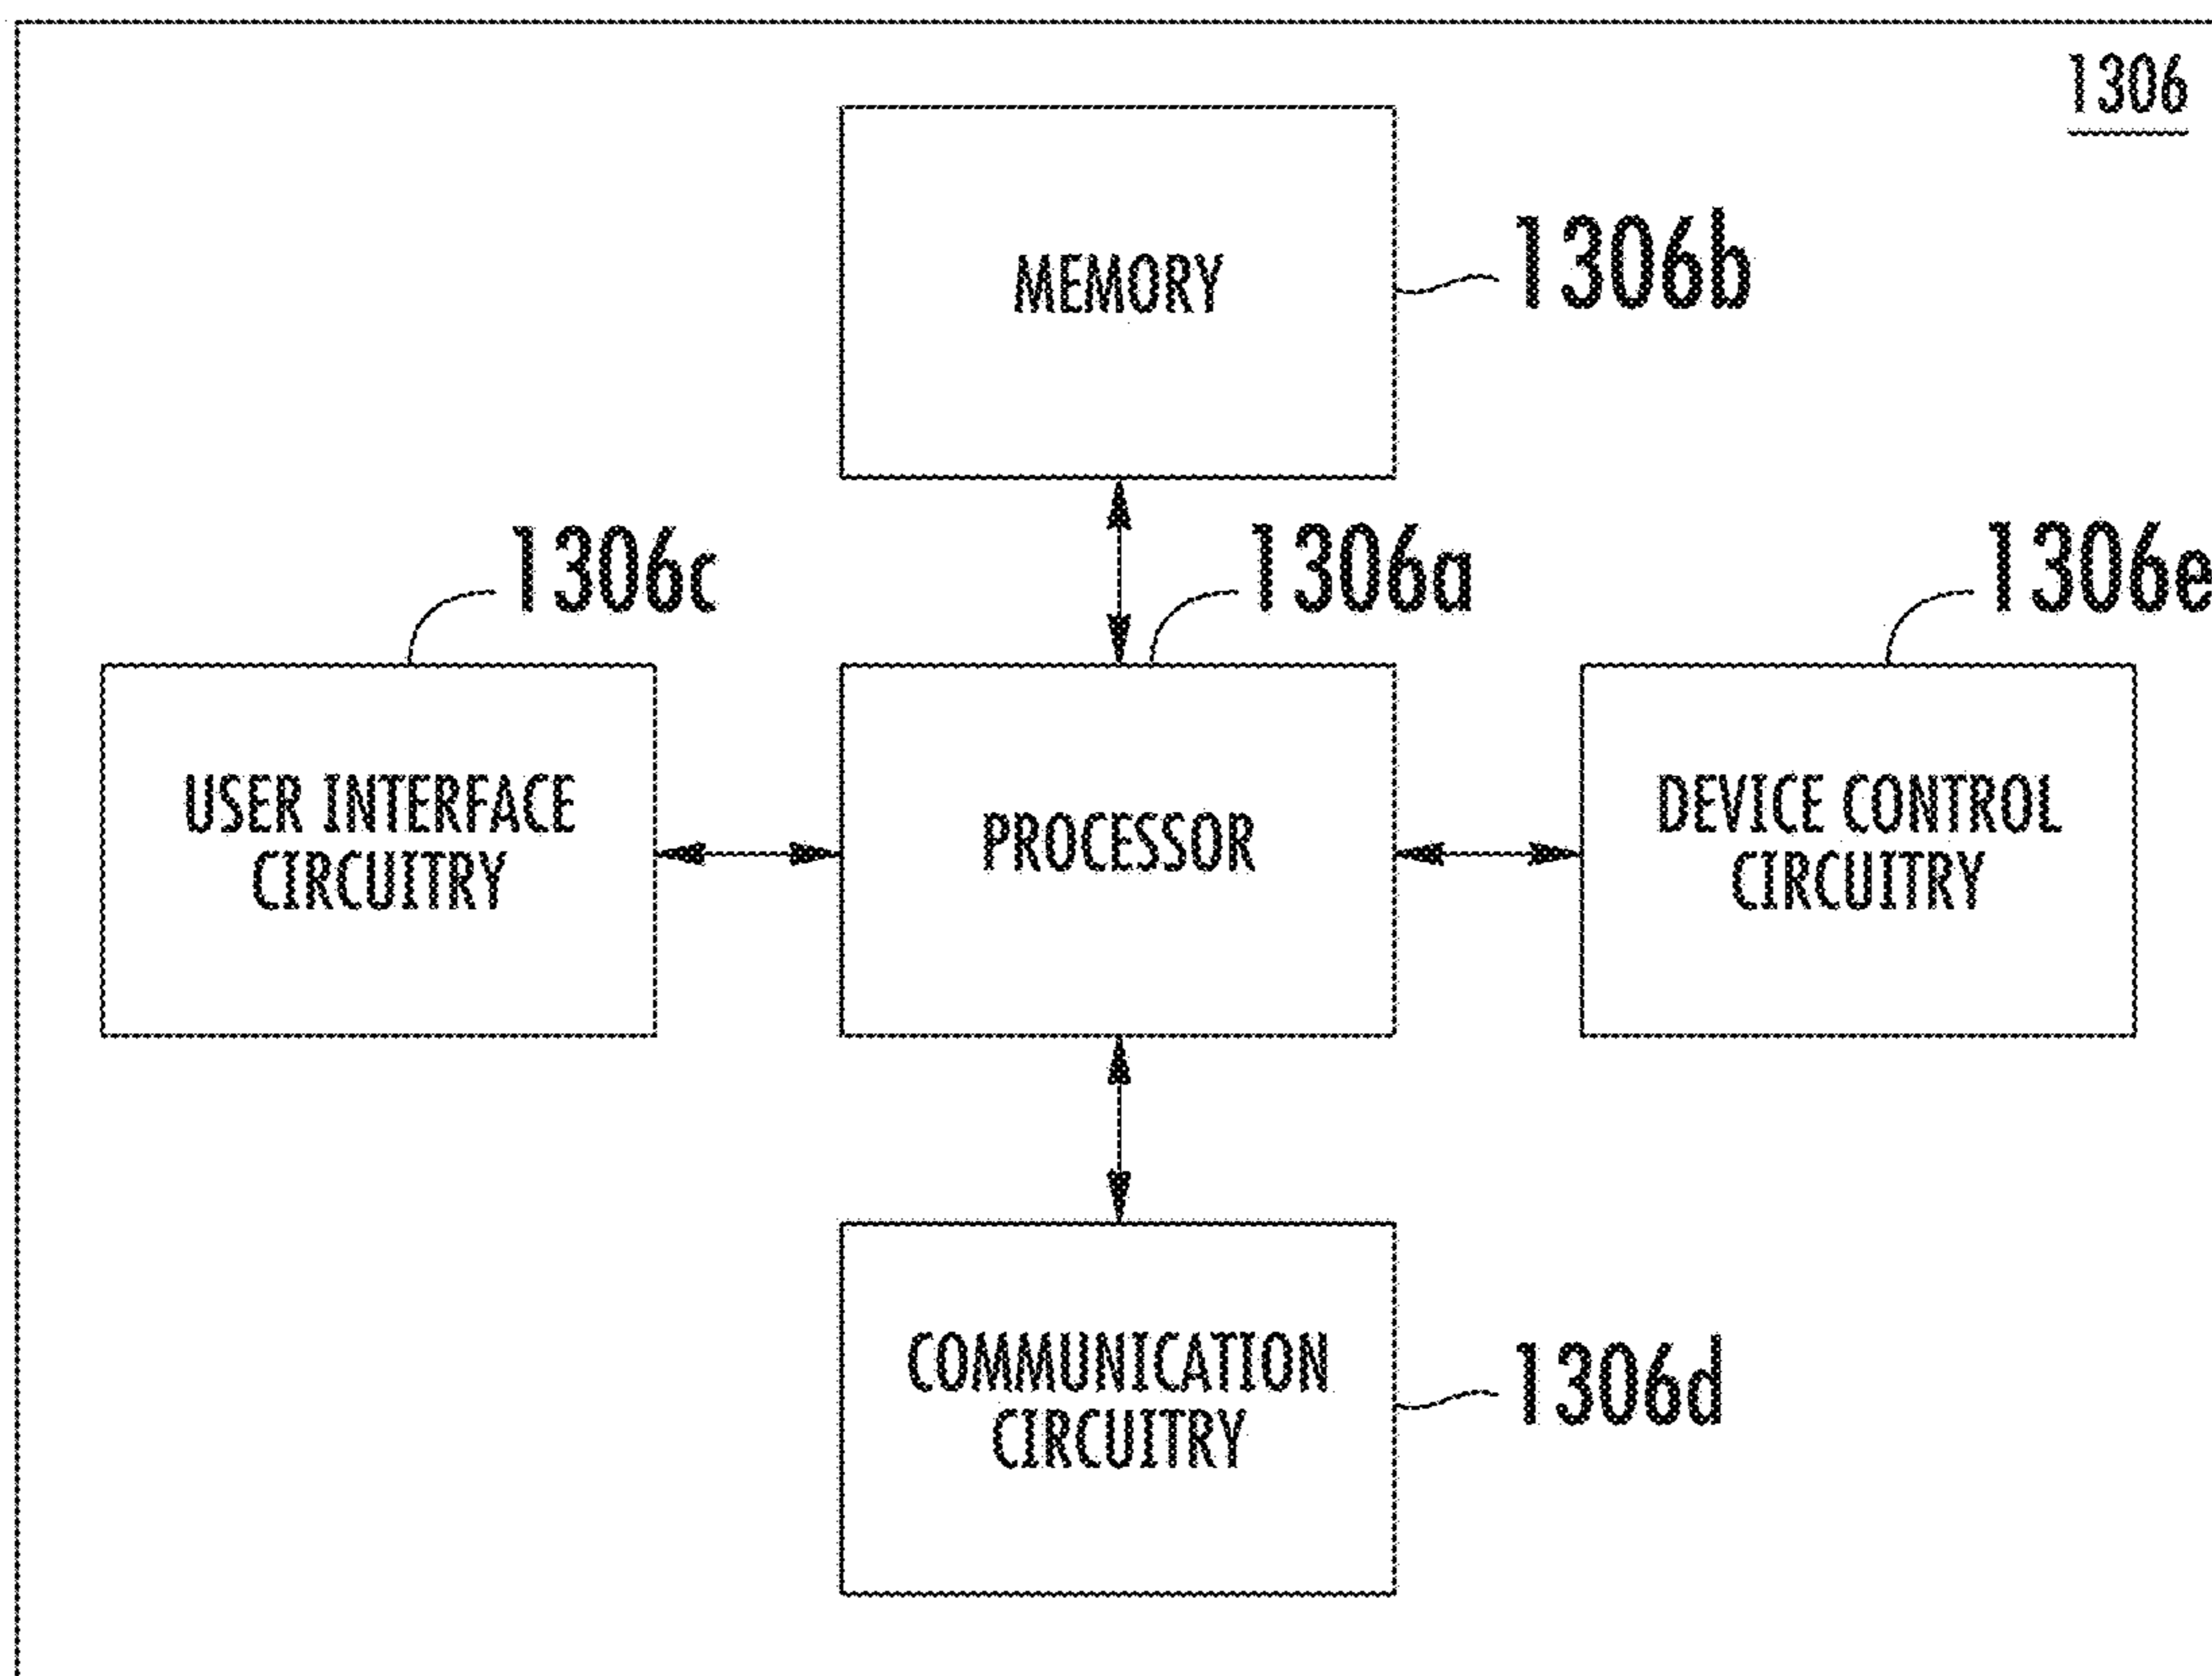 1306
MEMORY
1306b
1306c
1306a
1306e
USER INTERFACE
CIRCUITRY
PROCESSOR
DEVICE CONTROL
CIRCUITRY
COMMUNICATION
CIRCUITRY
1306d